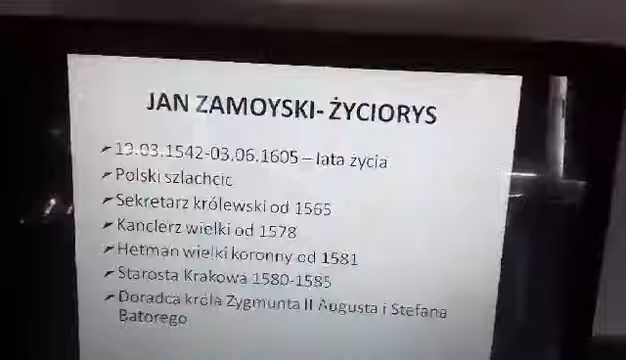 JAN ZAMOYSKI- ŻYCIORYS
19.03.1542-03.06.1605 – lata życia
Polski szlachcic
Sekretarz królewski od 1565
Kanclerz wielki od 1578
Hetman wielki koronny od 1581
Starosta Krakowa 1580-1585
Doradca króla Zygmunta II Augusta i Stefana
Batorego